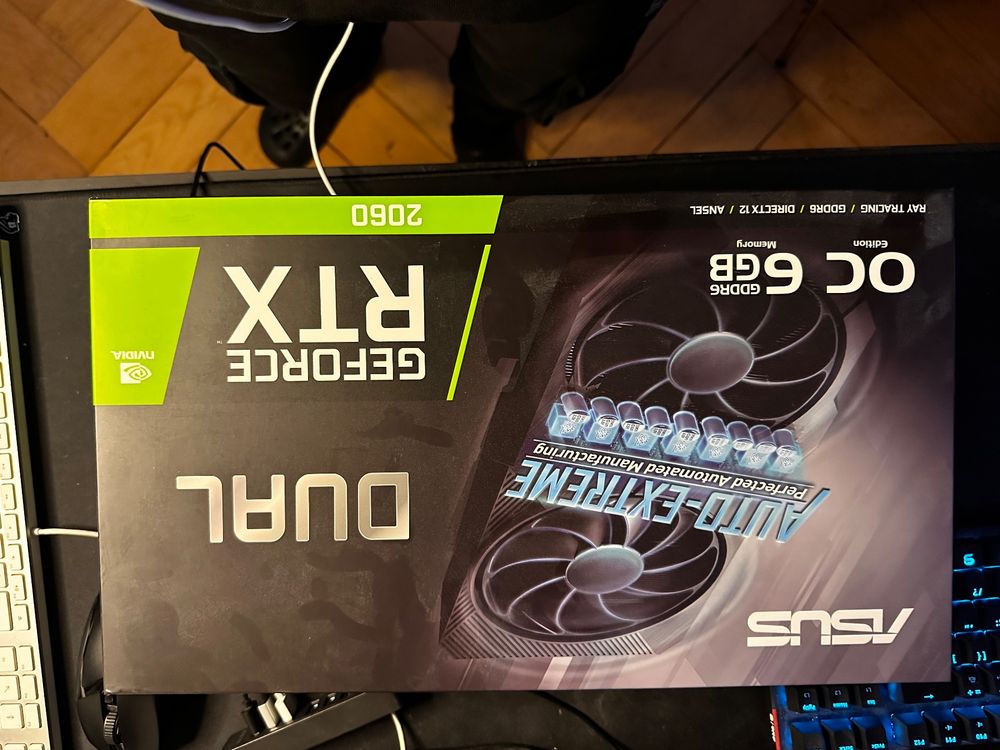 ASUS
AUTO-EXTREME
Perfected Automated Manufacturing
DUAL
OC
Edition
6GB
GDDR6
Memory
GEFORCE
RTX™
NVIDIA
RAY TRACING / GDDR6 / DIRECTX 12 / ANSEL
2060